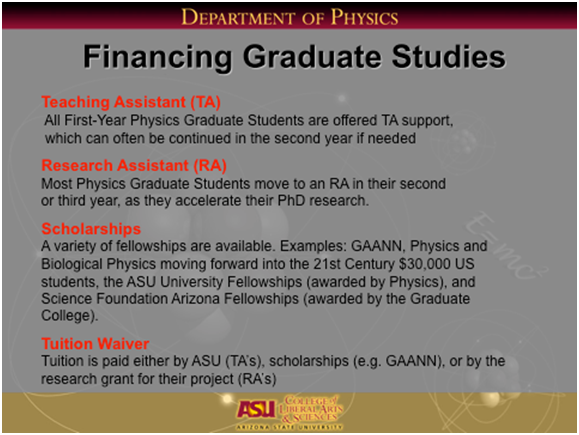 DEPARTMENT OF PHYSICS
Financing Graduate Studies
Teaching Assistant (TA)
All First-Year Physics Graduate Students are offered TA support,
which can often be continued in the second year if needed
Research Assistant (RA)
Most Physics Graduate Students move to an RA in their second
or third year, as they accelerate their PhD research.
Scholarships
A variety of fellowships are available. Examples: GAANN, Physics and
Biological Physics moving forward into the 21st Century $30,000 US
students, the ASU University Fellowships (awarded by Physics), and
Science Foundation Arizona Fellowships (awarded by the Graduate
College).
E=mc²
Tuition Waiver
Tuition is paid either by ASU (TA's), scholarships (e.g. GAANN), or by the
research grant for their project (RA's)
ASU COLLEGE of
LIBERAL ARTS
& SCIENCES
ARIZONA STATE UNIVERSITY